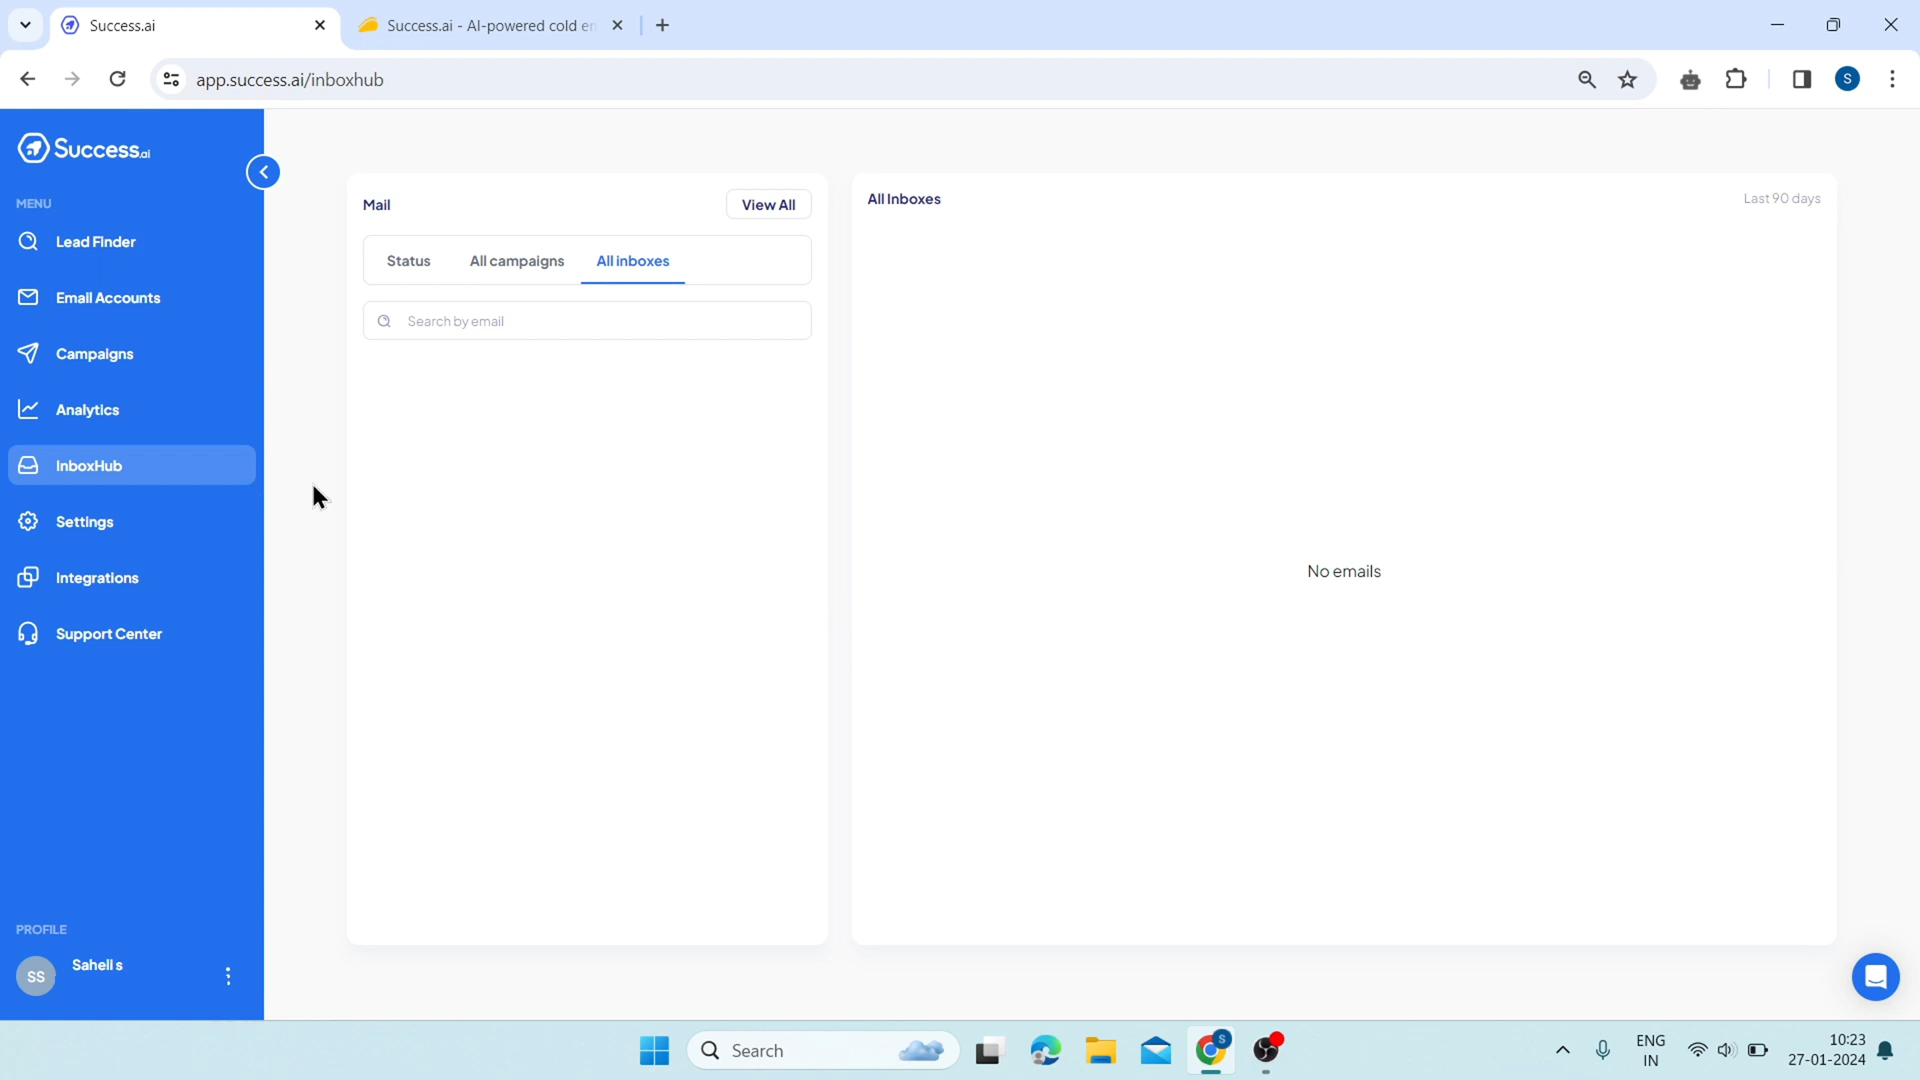 Success.ai
Success.ai - AI-powered cold en
app.success.ai/inboxhub
S
Success.ai
MENU
Lead Finder
Email Accounts
Campaigns
Analytics
InboxHub
Settings
Integrations
Support Center
PROFILE
SS
Sahell s
Mail
View All
Status
All campaigns
All inboxes
Search by email
All Inboxes
Last 90 days
No emails
Search
S
ENG
IN
10:23
27-01-2024